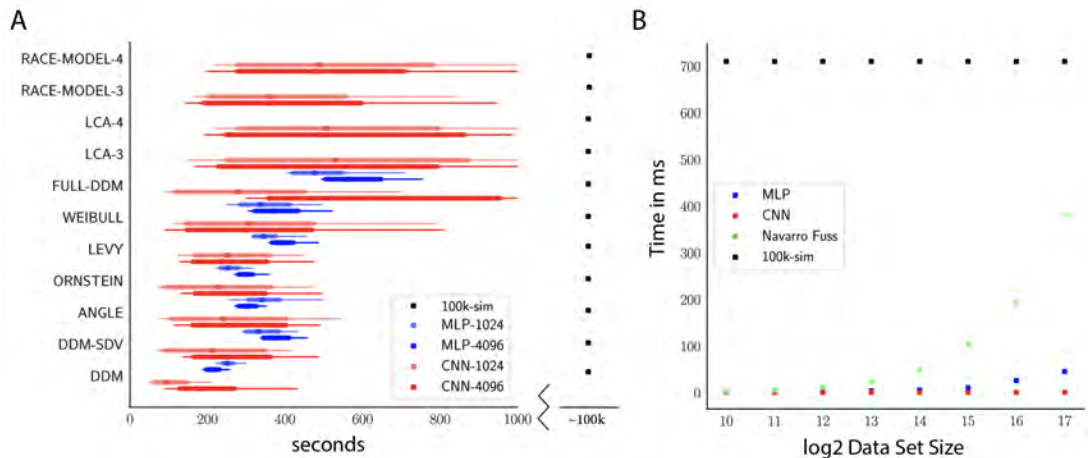 A
RACE-MODEL-4
RACE-MODEL-3
LCA-4
LCA-3
FULL-DDM
WEIBULL
LEVY
ORNSTEIN
ANGLE
DDM-SDV
DDM
100k-sim
MLP-1024
MLP-4096
CNN-1024
CNN-4096
0 200 400 600 800 1000 ~100k
seconds
B
Time in ms
700
600
500
400
300
200
100
0
MLP
CNN
Navarro Fuss
100k-sim
10 11 12 13 14 15 16 17
log2 Data Set Size